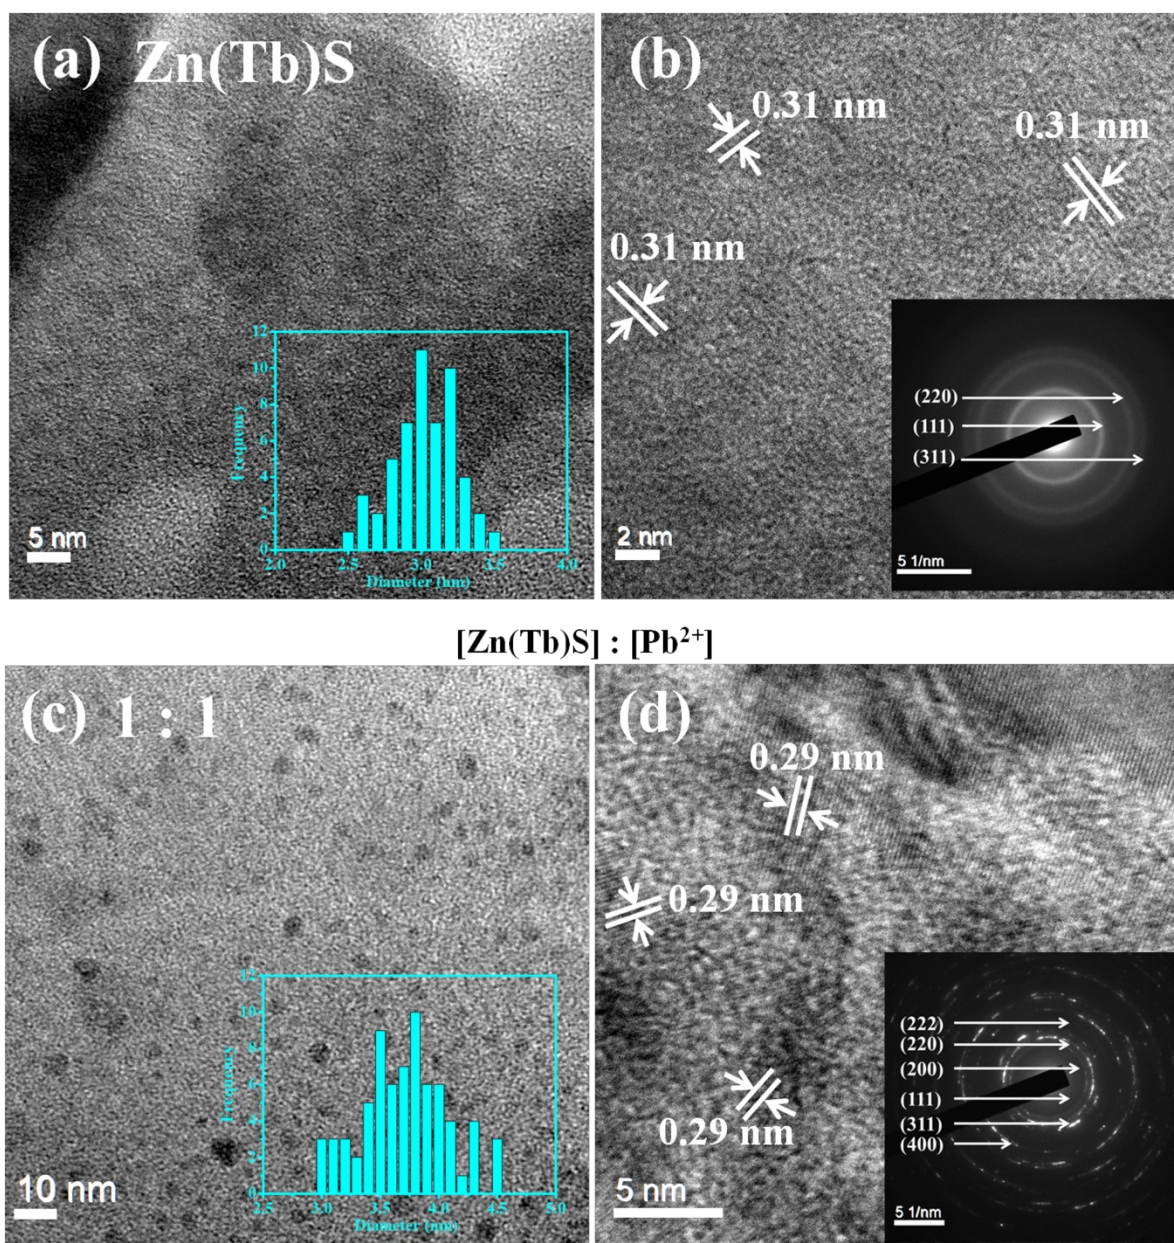 (a) Zn(Tb)S
5 nm
12
10
8
6
4
2
0
Frequency
2.0 2.5 3.0 3.5 4.0
Diameter (nm)
(b)
0.31 nm
0.31 nm
0.31 nm
2 nm
(220)
(111)
(311)
5 1/nm
[Zn(Tb)S] : [Pb²⁺]
(c) 1 : 1
10 nm
12
10
8
6
4
2
0
Frequency
2.5 3.0 3.5 4.0 4.5 5.0
Diameter (nm)
(d)
0.29 nm
0.29 nm
0.29 nm
5 nm
(222)
(220)
(200)
(111)
(311)
(400)
5 1/nm